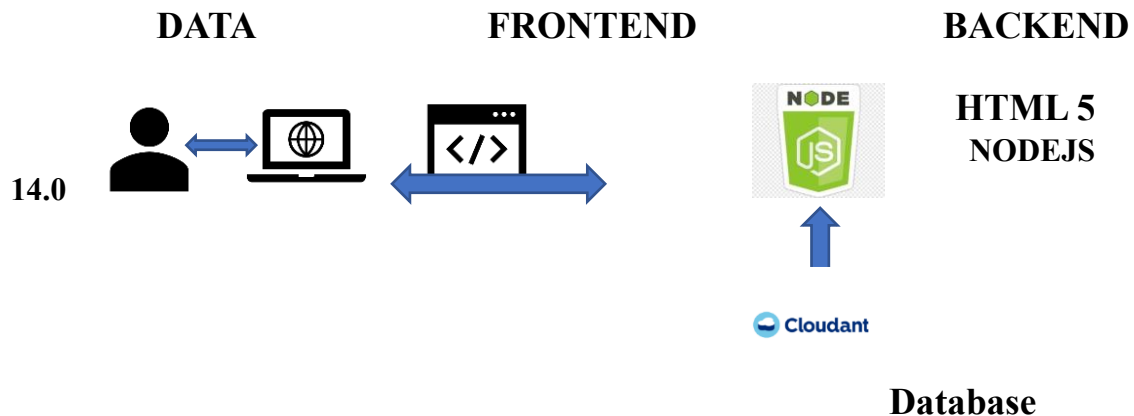 DATA FRONTEND BACKEND
NODE
JS
HTML 5
NODEJS
14.0
</>
Cloudant
Database